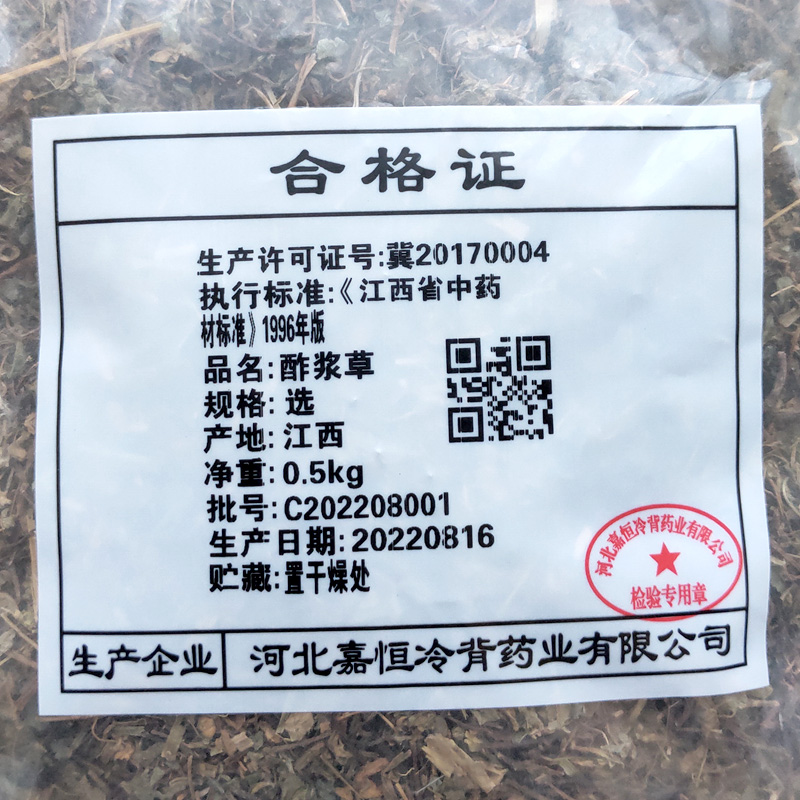 合格证
生产许可证号:冀20170004
执行标准:《江西省中药
材标准》1996年版
品名:酢浆草
规格:选
产地:江西
净重:0.5kg
批号:C202208001
生产日期:20220816
贮藏:置干燥处
河北嘉恒冷背药业有限公司
检验专用章
生产企业 河北嘉恒冷背药业有限公司